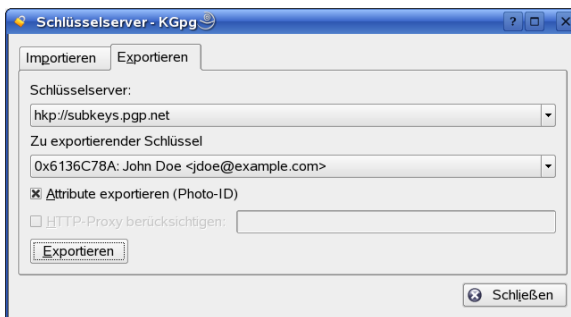 Schlüsselserver - KGpg
Importieren Exportieren
Schlüsselserver:
hkp://subkeys.pgp.net
Zu exportierender Schlüssel
0x6136C78A: John Doe <jdoe@example.com>
Attribute exportieren (Photo-ID)
HTTP-Proxy berücksichtigen:
Exportieren
Schließen